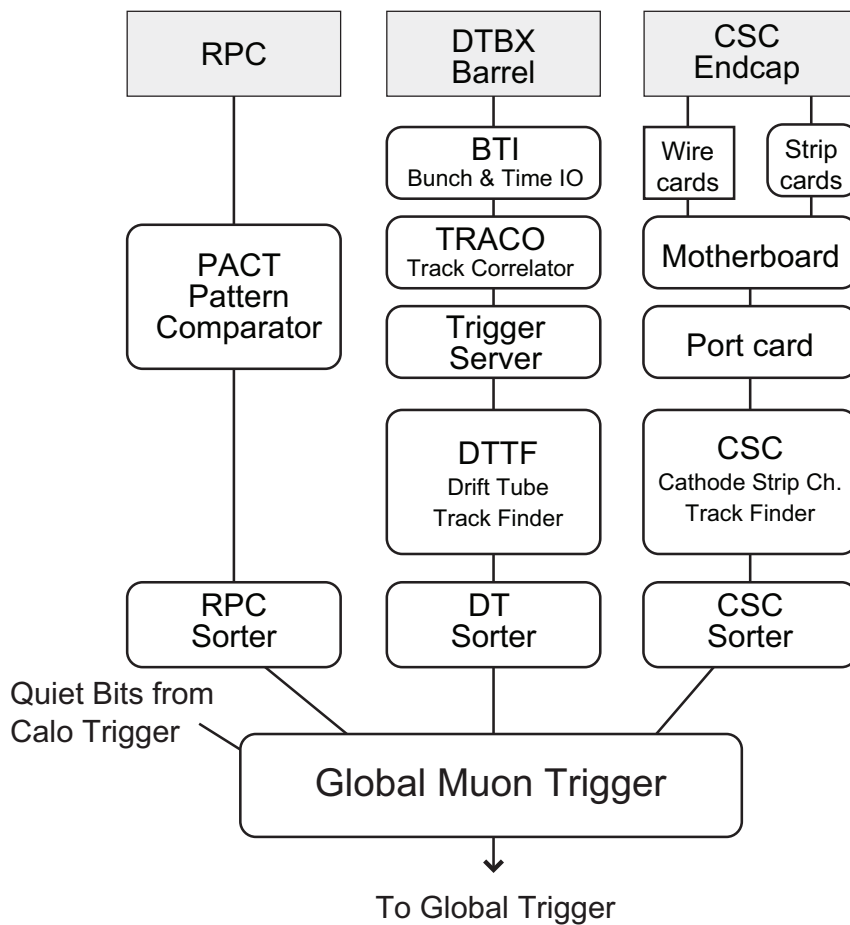 RPC
DTBX
Barrel
CSC
Endcap
BTI
Bunch & Time IO
Wire
cards
Strip
cards
TRACO
Track Correlator
Motherboard
PACT
Pattern
Comparator
Trigger
Server
Port card
DTTF
Drift Tube
Track Finder
CSC
Cathode Strip Ch.
Track Finder
RPC
Sorter
DT
Sorter
CSC
Sorter
Quiet Bits from
Calo Trigger
Global Muon Trigger
To Global Trigger